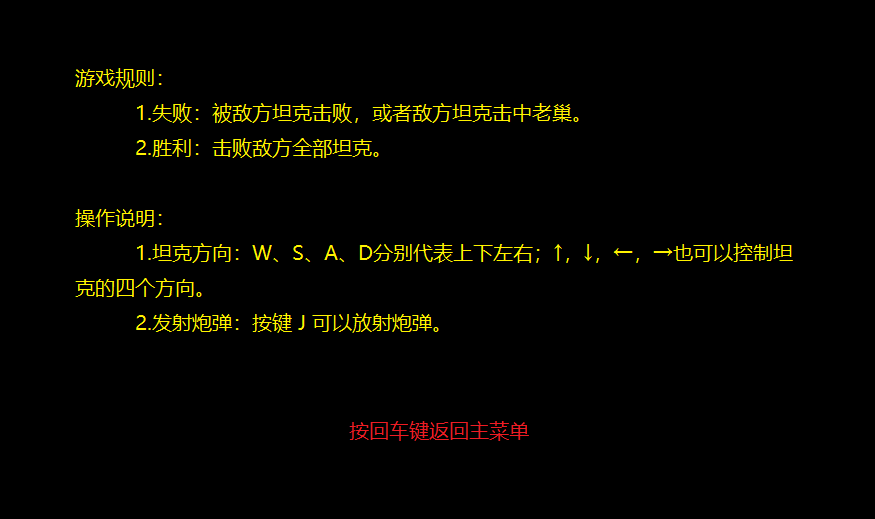 游戏规则：
1.失败：被敌方坦克击败，或者敌方坦克击中老巢。
2.胜利：击败敌方全部坦克。
操作说明：
1.坦克方向：W、S、A、D分别代表上下左右；↑，↓，←，→也可以控制坦
克的四个方向。
2.发射炮弹：按键 J 可以放射炮弹。
按回车键返回主菜单